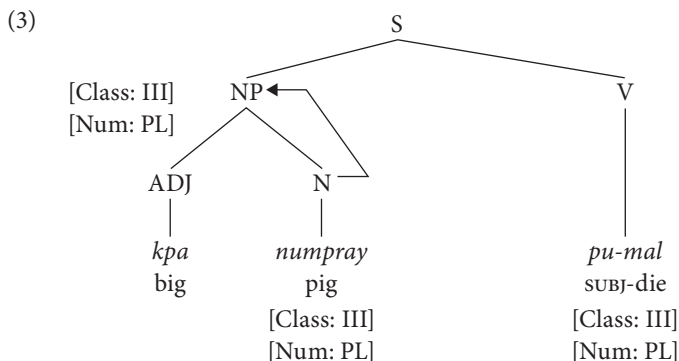 (3)
S
[Class: III] NP V
[Num: PL]
ADJ N
kpa numpray pu-mal
big pig SUBJ-die
[Class: III] [Class: III]
[Num: PL] [Num: PL]